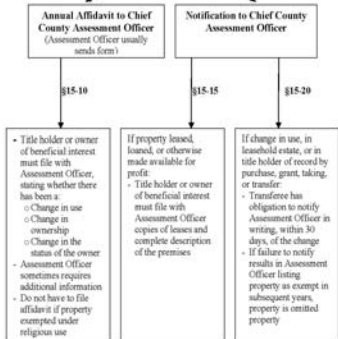 Annual Affidavit to Chief
County Assessment Officer
(Assessment Officer usually
sends form)
Notification to Chief County
Assessment Officer
§15-10
§15-15
§15-20
- Title holder or owner
of beneficial interest
must file with
Assessment Officer,
stating whether there
has been a:
o Change in use
o Change in
ownership
o Change in the
status of the owner
- Assessment Officer
sometimes requires
additional information
- Do not have to file
affidavit if property
exempted under
religious use
If property leased,
loaned, or otherwise
made available for
profit:
- Title holder or owner
of beneficial interest
must file with
Assessment Officer
copies of leases and
complete description
of the premises
If change in use, in
leasehold estate, or in
title holder of record by
purchase, grant, taking,
or transfer:
- Transferee has
obligation to notify
Assessment Officer in
writing, within 30
days, of the change
- If failure to notify
results in Assessment
Officer listing
property as exempt in
subsequent years,
property is omitted
property